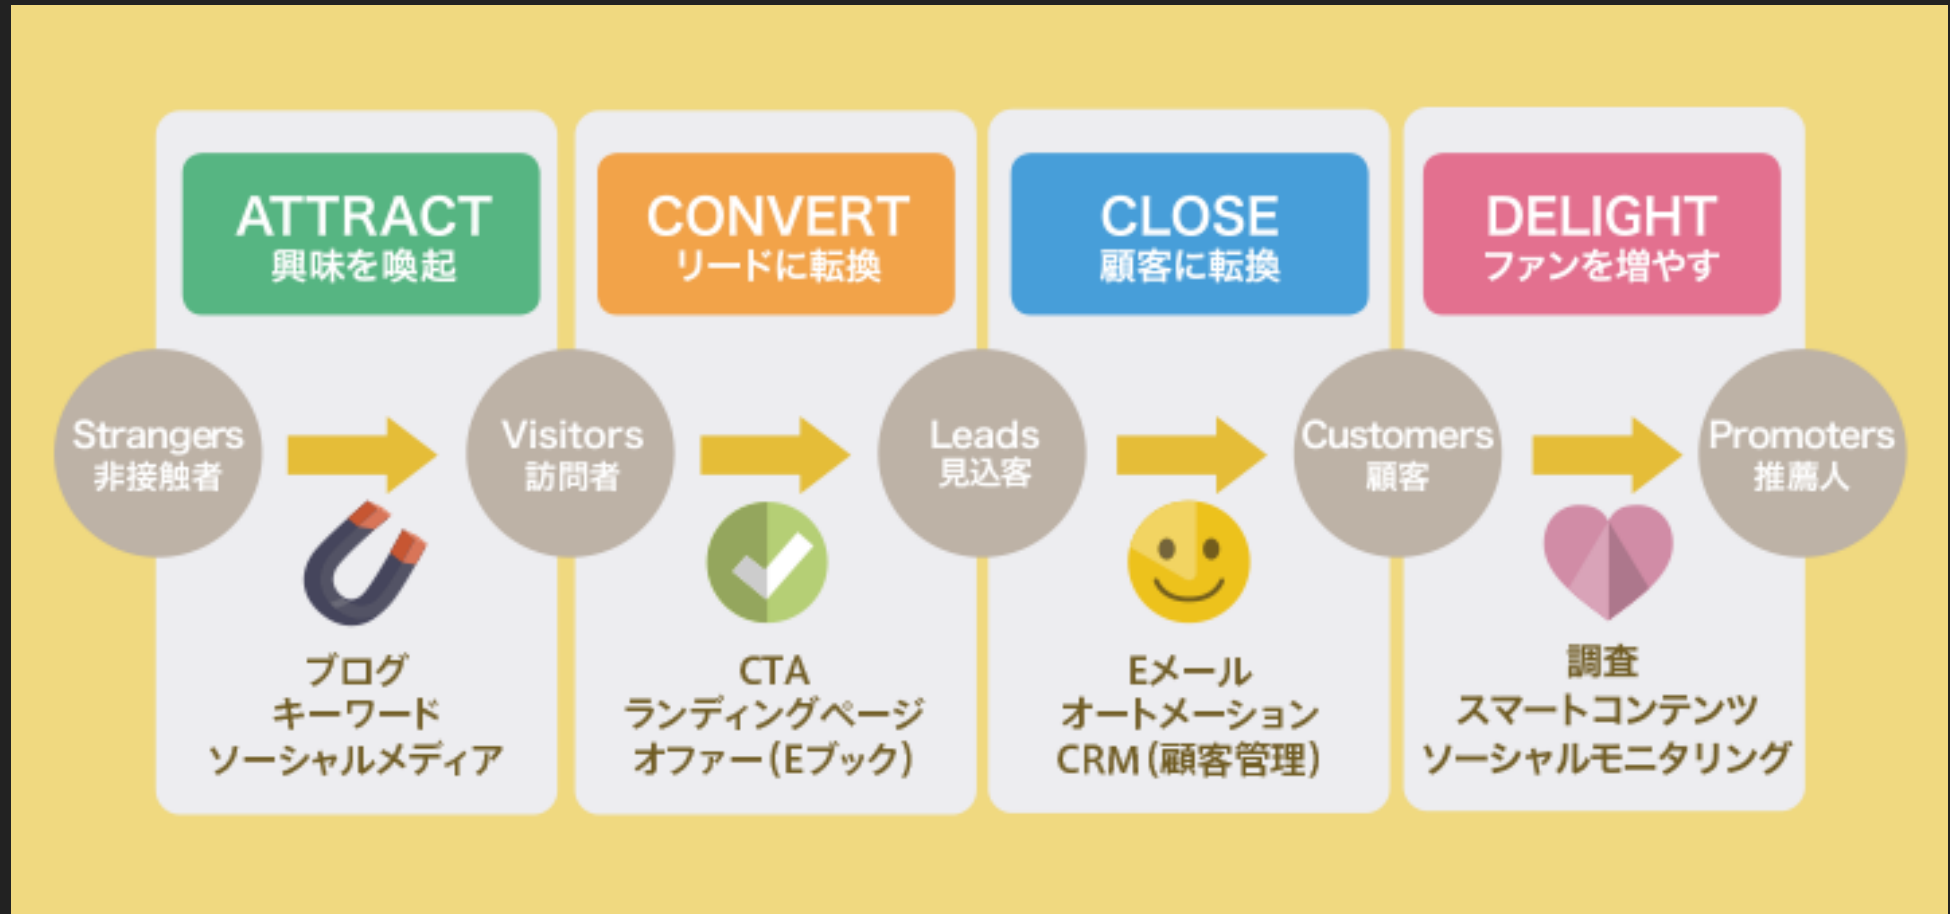 ATTRACT
興味を喚起
CONVERT
リードに転換
CLOSE
顧客に転換
DELIGHT
ファンを増やす
Strangers
非接触者
Visitors
訪問者
Leads
見込客
Customers
顧客
Promoters
推薦人
ブログ
キーワード
ソーシャルメディア
CTA
ランディングページ
オファー(Eブック)
Eメール
オートメーション
CRM(顧客管理)
調査
スマートコンテンツ
ソーシャルモニタリング